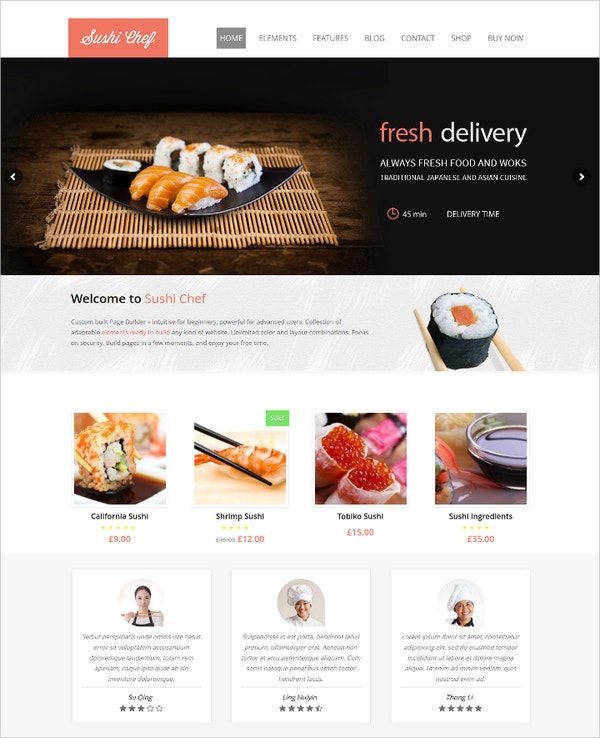 Sushi Chef
HOME ELEMENTS FEATURES BLOG CONTACT SHOP BUY NOW
fresh delivery
ALWAYS FRESH FOOD AND WOKS
TRADITIONAL JAPANESE AND ASIAN CUISINE
45 min DELIVERY TIME
Welcome to Sushi Chef
Custom built Page Builder – intuitive for beginners, powerful for advanced users. Collection of
adaptable elements ready to build any kind of website. Unlimited color and layout combinations. Focus
on security. Build pages in a few moments, and enjoy your free time.
Sale!
California Sushi
£9.00
Shrimp Sushi
£15.00 £12.00
Tobiko Sushi
£15.00
Sushi Ingredients
£35.00
Sed ut perspiciatis unde omnis iste natus
error sit voluptatem accusantium
doloremque laudantium, totam rem
aperiam, eaque ipsa quae ab illo
inventore doloremque.
Su Qing
Suspendisse in est porta, hendrerit lacus
pretium, ullamcorper erat. Aenean non
tortor at arcu pellentesque aliquam. Cum
sociis et nascetur penatibus
hendrerit lacus.
Ling Huiyin
Lorem ipsum dolor sit amet, consectetur
adipisicing elit, sed do eiusmod tempor
incididunt ut labore et dolore magna
aliqua. Ut enim ad minim veniam, quis
nostrud enim ad.
Thong Li